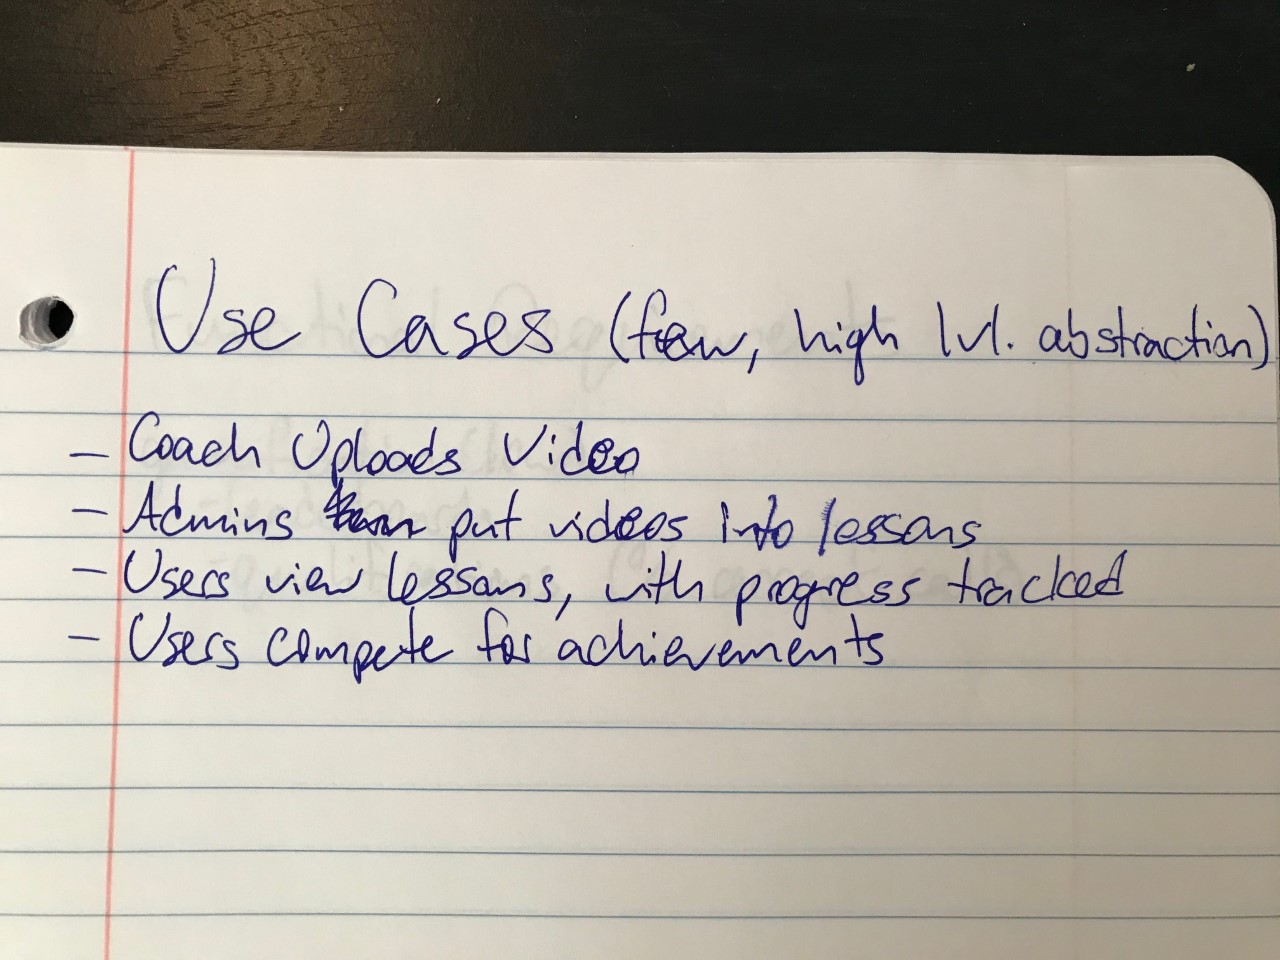 Use Cases (few, high lvl. abstraction)
– Coach Uploads Video
– Admins put videos into lessons
– Users view lessons, with progress tracked
– Users compete for achievements